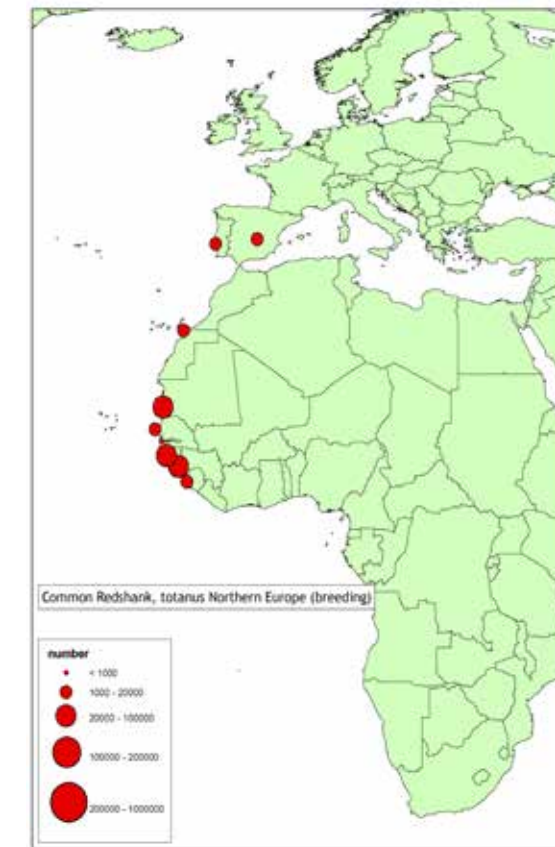 Common Redshank, totanus Northern Europe (breeding)
number
< 1000
1000 - 20000
20000 - 100000
100000 - 200000
200000 - 1000000